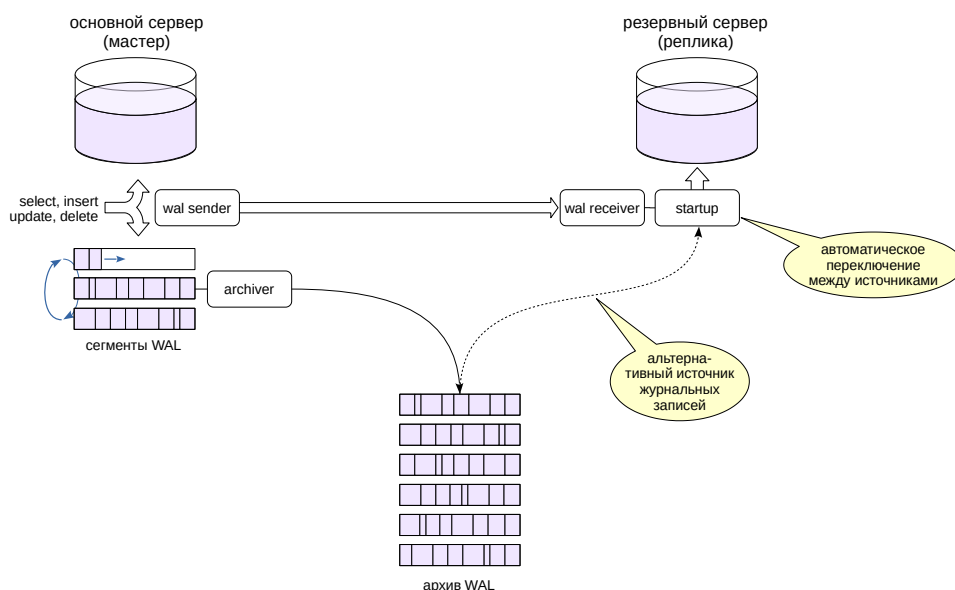 основной сервер
(мастер)
резервный сервер
(реплика)
select, insert
update, delete
wal sender
wal receiver
startup
автоматическое
переключение
между источниками
archiver
сегменты WAL
альтерна-
тивный источник
журнальных
записей
архив WAL